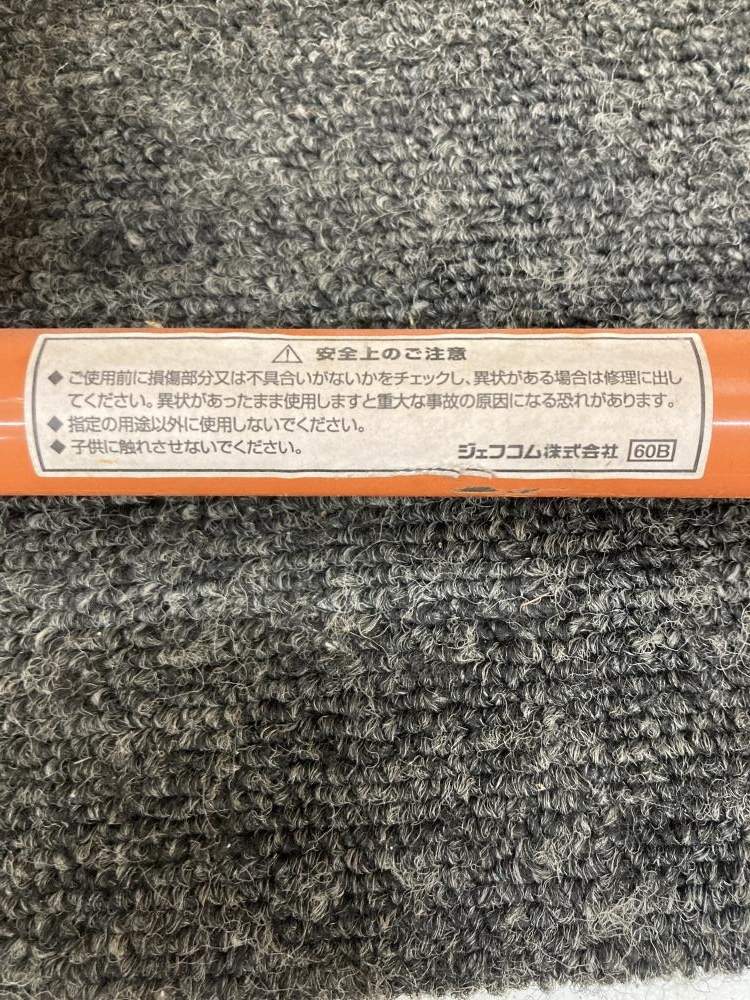 ⚠ 安全上のご注意
◆ご使用前に損傷部分又は不具合いがないかをチェックし、異状がある場合は修理に出し
てください。異状があったまま使用しますと重大な事故の原因になる恐れがあります。
◆指定の用途以外に使用しないでください。
◆子供に触れさせないでください。
ジェフコム株式会社 60B